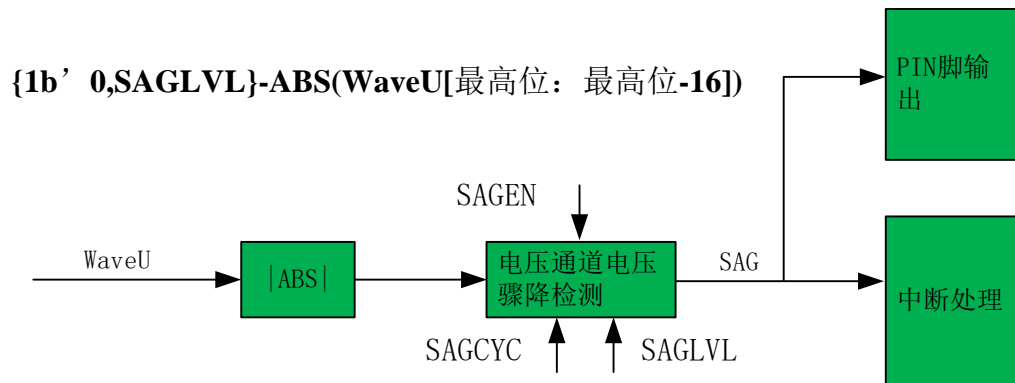 {1b’ 0,SAGLVL}-ABS(WaveU[最高位：最高位-16])
PIN脚输
出
SAGEN
WaveU
|ABS|
电压通道电压
骤降检测
SAG
中断处理
SAGCYC
SAGLVL